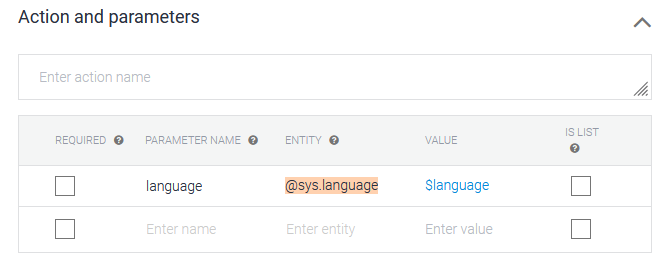 Action and parameters
Enter action name
REQUIRED ? PARAMETER NAME ? ENTITY ? VALUE IS LIST ?
language @sys.language $language
Enter name Enter entity Enter value